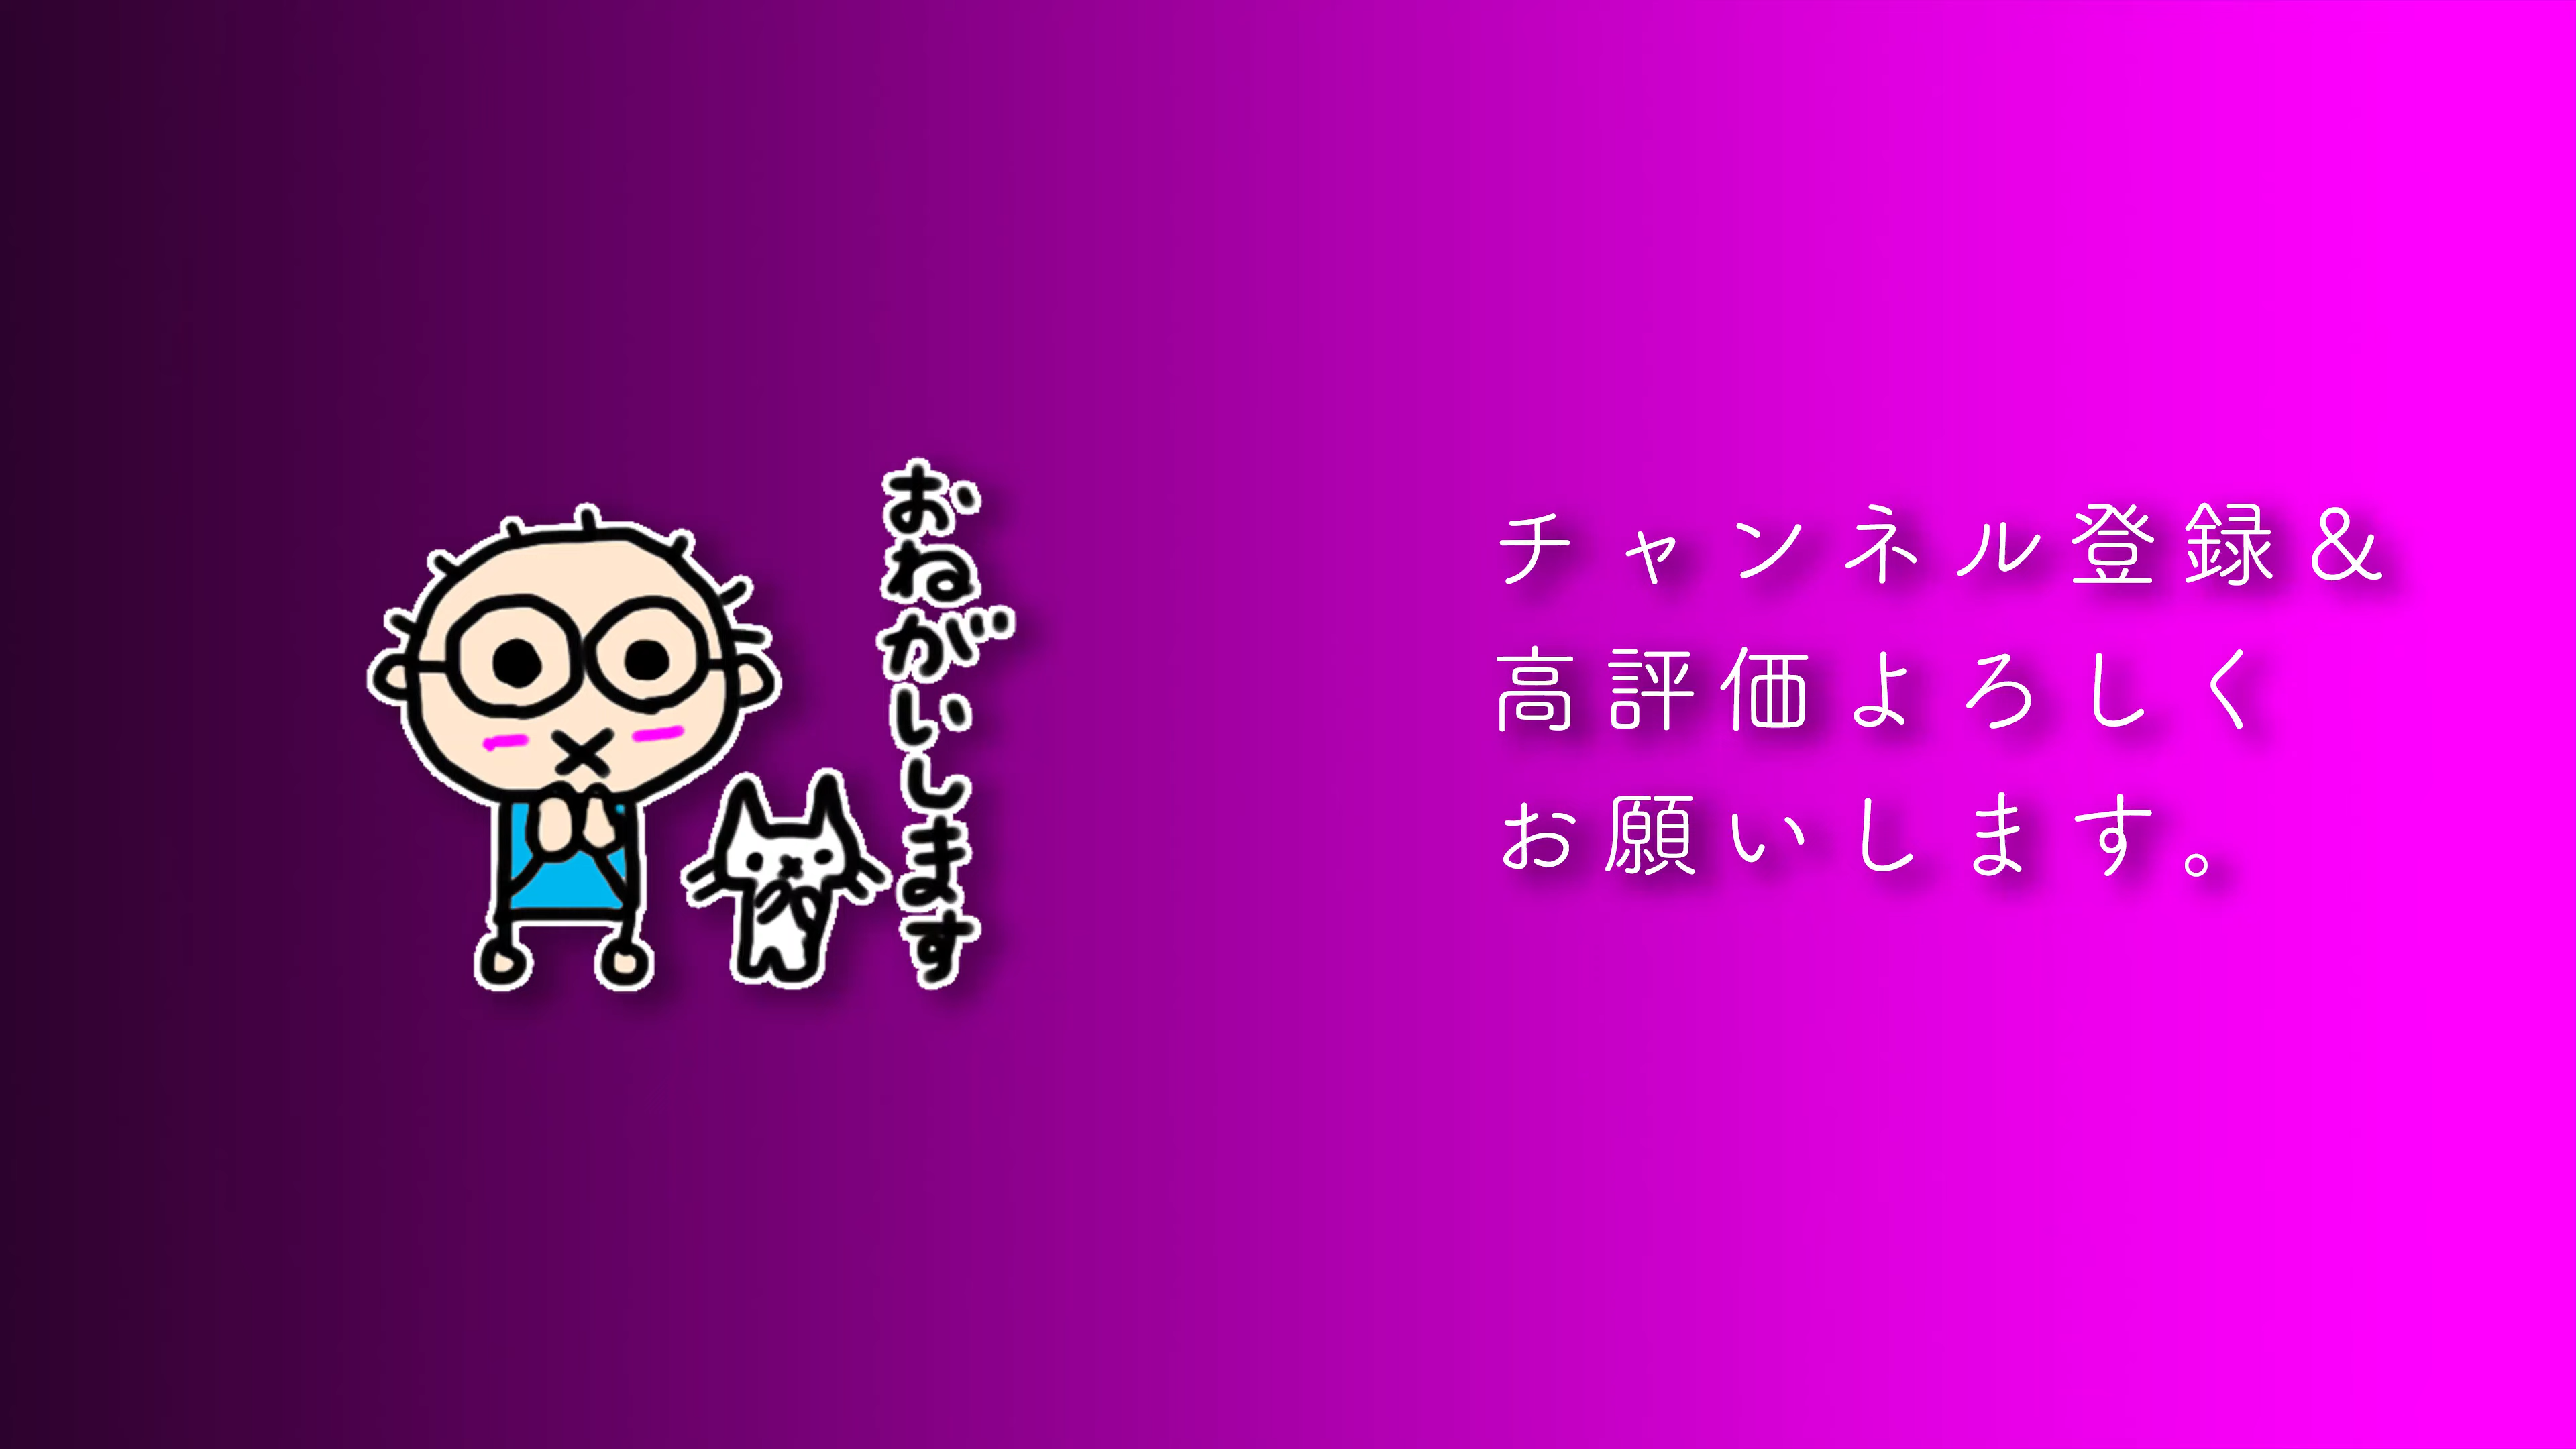 おねがいします
チャンネル登録＆
高評価よろしく
お願いします。